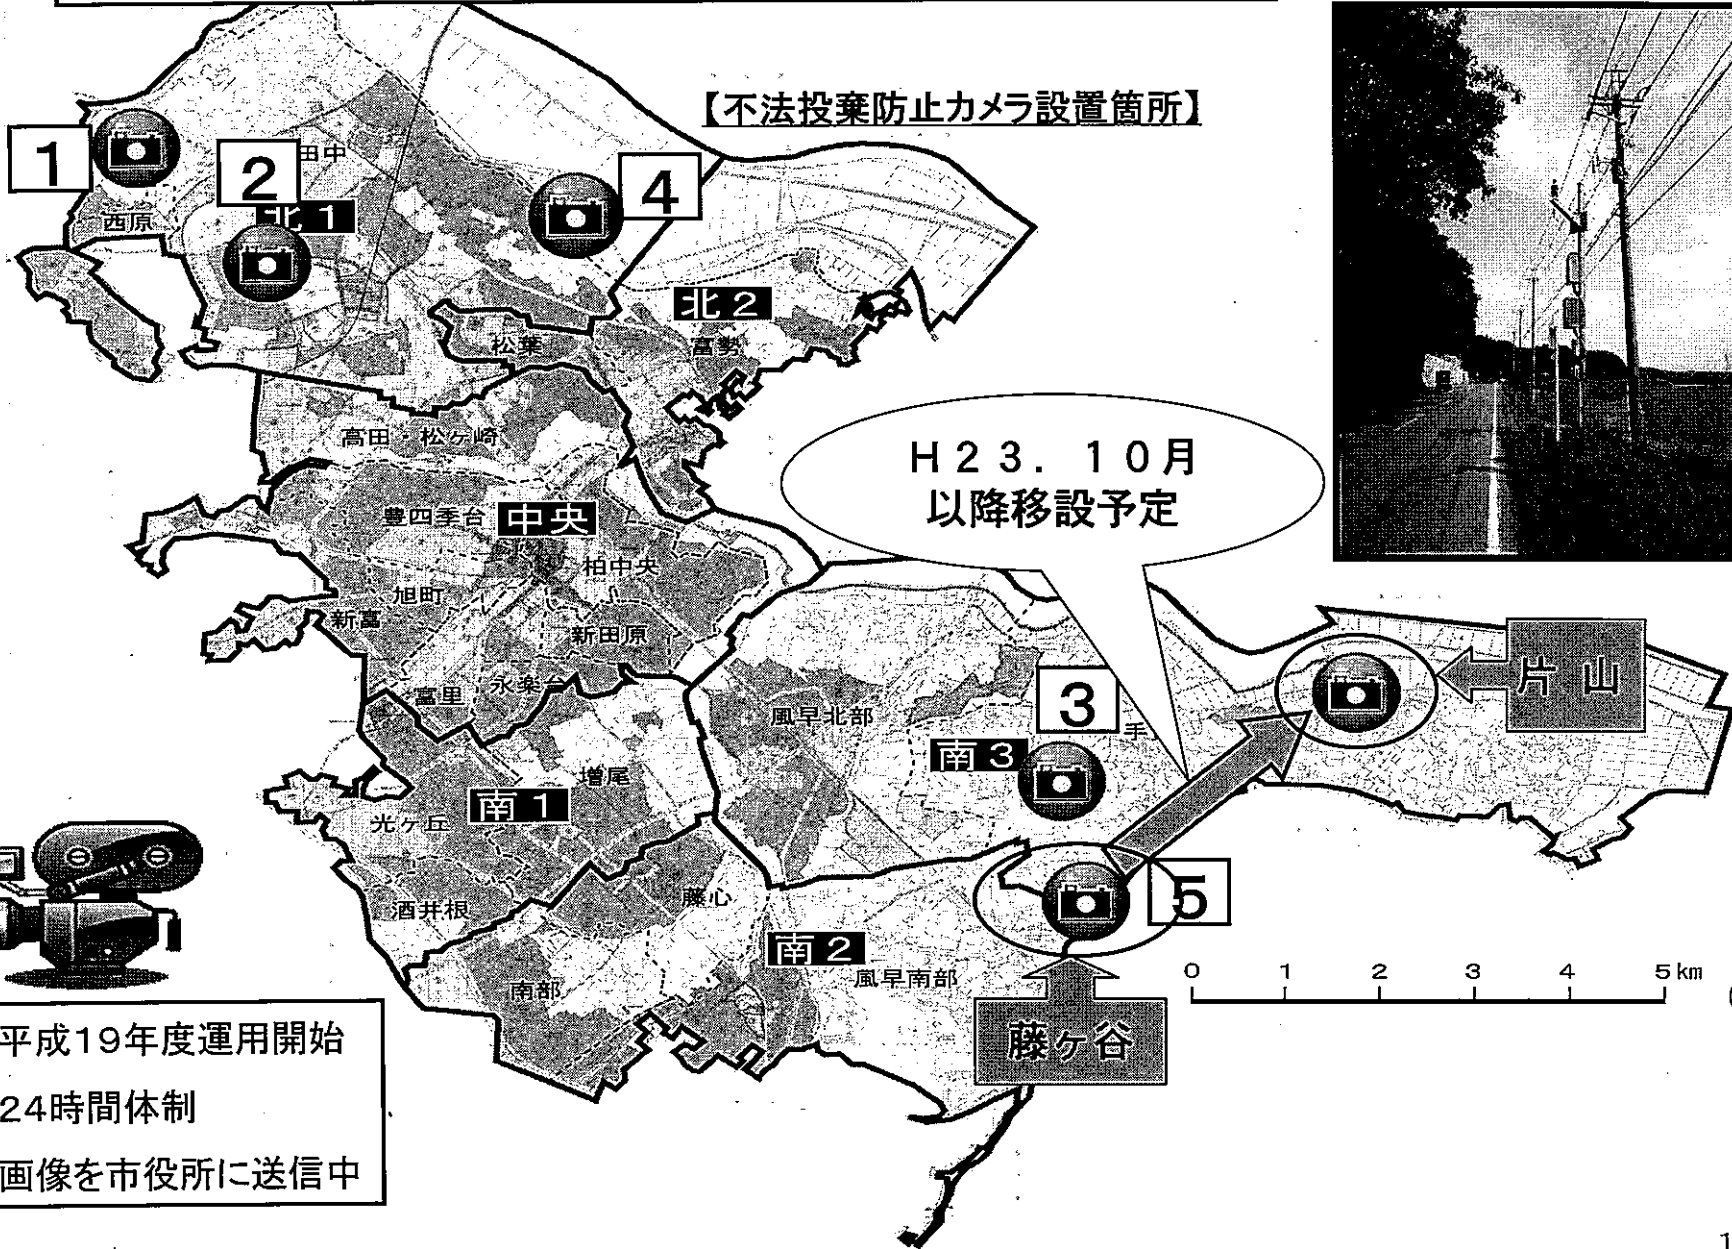 【不法投棄防止カメラ設置箇所】
1
2
田中
4
西原
北1
北2
松葉
富勢
高田・松ケ崎
H23.10月
以降移設予定
豊四季台
中央
柏中央
旭町
新富
新田原
富里
永楽台
片山
3
手
風早北部
南3
増尾
南1
光ケ丘
5
藤心
酒井根
南2
風早南部
南部
0 1 2 3 4 5km
藤ヶ谷
平成19年度運用開始
24時間体制
画像を市役所に送信中
1